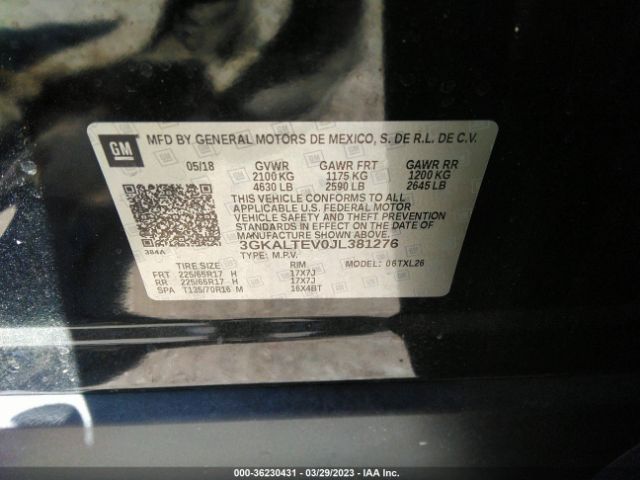 GM
MFD BY GENERAL MOTORS DE MEXICO, S. DE R.L. DE C.V.
05/18 GVWR GAWR FRT GAWR RR
2100 KG 1175 KG 1200 KG
4630 LB 2590 LB 2645 LB
THIS VEHICLE CONFORMS TO ALL
APPLICABLE U.S. FEDERAL MOTOR
VEHICLE SAFETY AND THEFT PREVENTION
STANDARDS IN EFFECT ON THE DATE OF
MANUFACTURE SHOWN ABOVE.
384A 3GKALTEV0JL381276
TYPE: M.P.V. MODEL: 06TXL26
TIRE SIZE RIM
FRT 225/65R17 H 17X7J
RR 225/65R17 H 17X7J
SPA T135/70R16 M 16X4BT
000-36230431 - 03/29/2023 - IAA Inc.